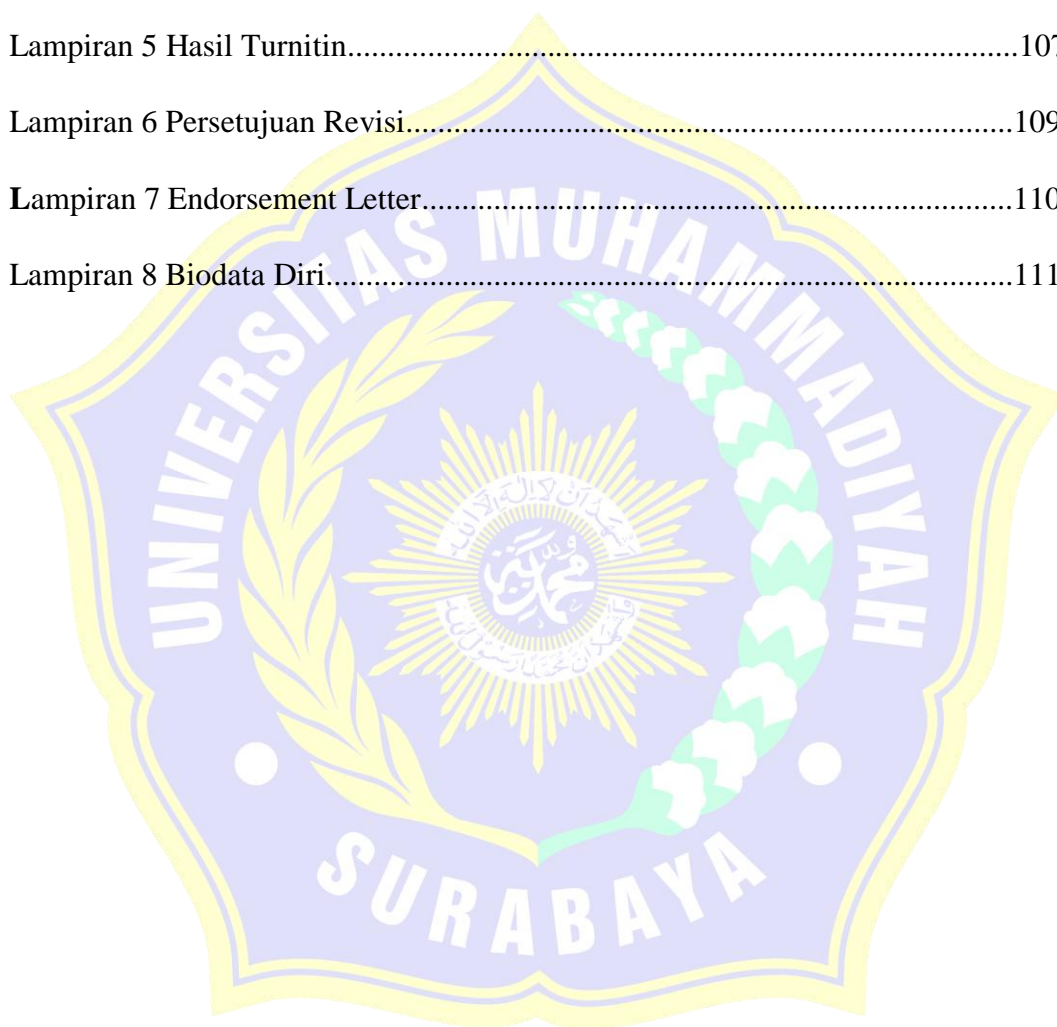 Lampiran 5 Hasil Turnitin....................................................................................107
Lampiran 6 Persetujuan Revisi............................................................................109
Lampiran 7 Endorsement Letter..........................................................................110
Lampiran 8 Biodata Diri......................................................................................111
UNIVERSITAS MUHAMMADIYAH
محمد
SURABAYA